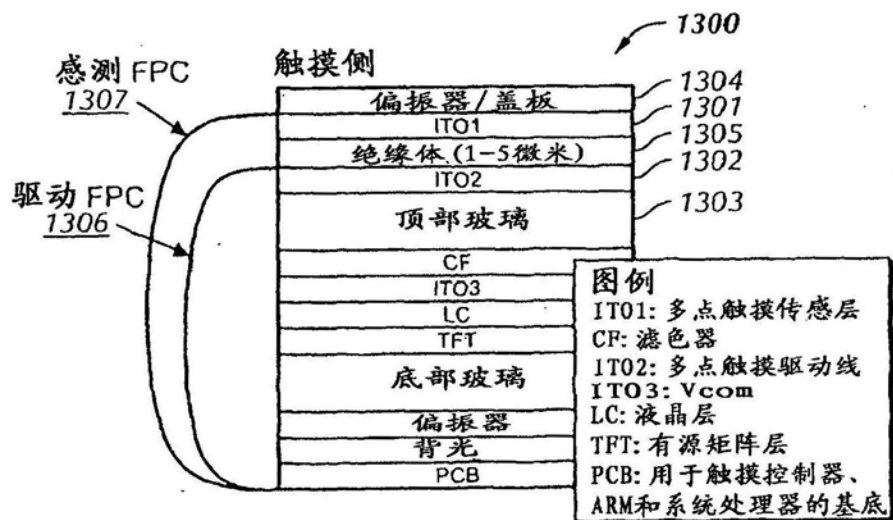 1300
感测 FPC
1307
触摸侧
偏振器/盖板
1304
ITO1
1301
绝缘体 (1-5微米)
1305
ITO2
1302
驱动 FPC
1306
顶部玻璃
1303
CF
ITO3
LC
TFT
底部玻璃
偏振器
背光
PCB
图例
ITO1: 多点触摸传感层
CF: 滤色器
ITO2: 多点触摸驱动线
ITO3: Vcom
LC: 液晶层
TFT: 有源矩阵层
PCB: 用于触摸控制器、
ARM和系统处理器的基底